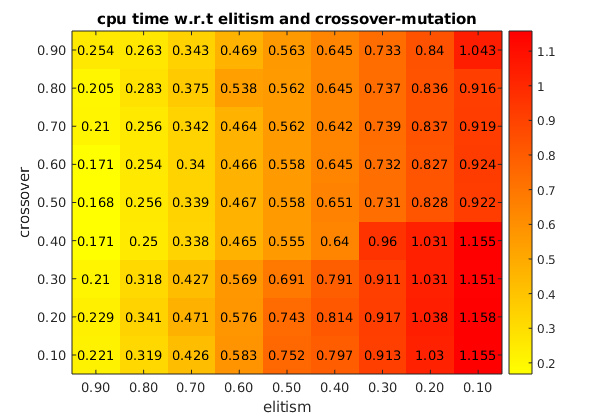 cpu time w.r.t elitism and crossover-mutation
0.90 0.254 0.263 0.343 0.469 0.563 0.645 0.733 0.84 1.043
0.80 0.205 0.283 0.375 0.538 0.562 0.645 0.737 0.836 0.916
0.70 0.21 0.256 0.342 0.464 0.562 0.642 0.739 0.837 0.919
0.60 0.171 0.254 0.34 0.466 0.558 0.645 0.732 0.827 0.924
0.50 0.168 0.256 0.339 0.467 0.558 0.651 0.731 0.828 0.922
0.40 0.171 0.25 0.338 0.465 0.555 0.64 0.96 1.031 1.155
0.30 0.21 0.318 0.427 0.569 0.691 0.791 0.911 1.031 1.151
0.20 0.229 0.341 0.471 0.576 0.743 0.814 0.917 1.038 1.158
0.10 0.221 0.319 0.426 0.583 0.752 0.797 0.913 1.03 1.155
0.90 0.80 0.70 0.60 0.50 0.40 0.30 0.20 0.10
elitism
crossover
1.1
1
0.9
0.8
0.7
0.6
0.5
0.4
0.3
0.2